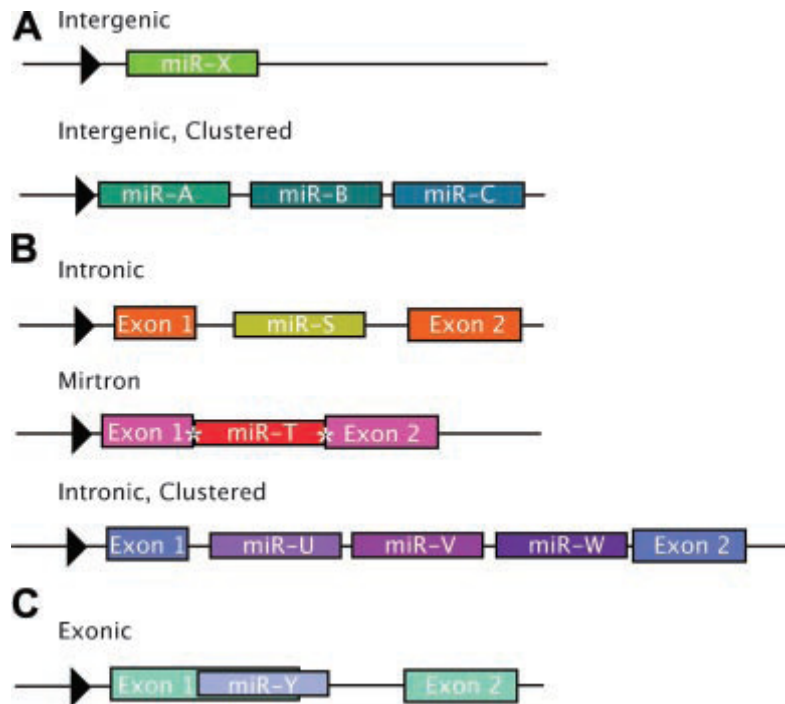 A Intergenic
miR-X
Intergenic, Clustered
miR-A miR-B miR-C
B
Intronic
Exon 1 miR-S Exon 2
Mirtron
Exon 1* miR-T * Exon 2
Intronic, Clustered
Exon 1 miR-U miR-V miR-W Exon 2
C
Exonic
Exon 1 miR-Y Exon 2